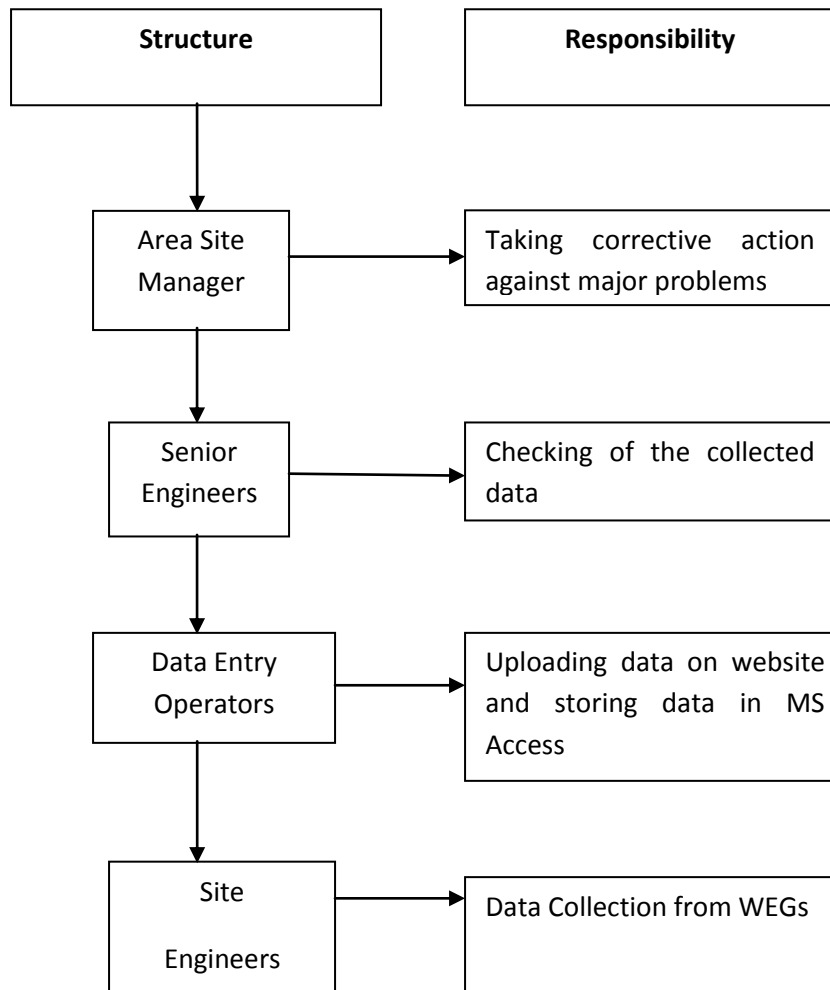 Structure
Responsibility
Area Site
Manager
Taking corrective action
against major problems
Senior
Engineers
Checking of the collected
data
Data Entry
Operators
Uploading data on website
and storing data in MS
Access
Site
Engineers
Data Collection from WEGs